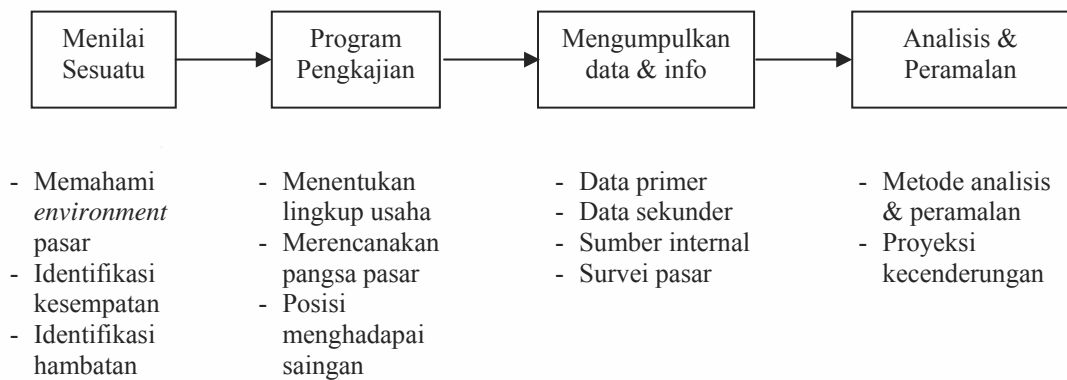 Menilai
Sesuatu
Program
Pengkajian
Mengumpulkan
data & info
Analisis &
Peramalan
- Memahami
environment
pasar
- Identifikasi
kesempatan
- Identifikasi
hambatan
- Menentukan
lingkup usaha
- Merencanakan
pangsa pasar
- Posisi
menghadapai
saingan
- Data primer
- Data sekunder
- Sumber internal
- Survei pasar
- Metode analisis
& peramalan
- Proyeksi
kecenderungan